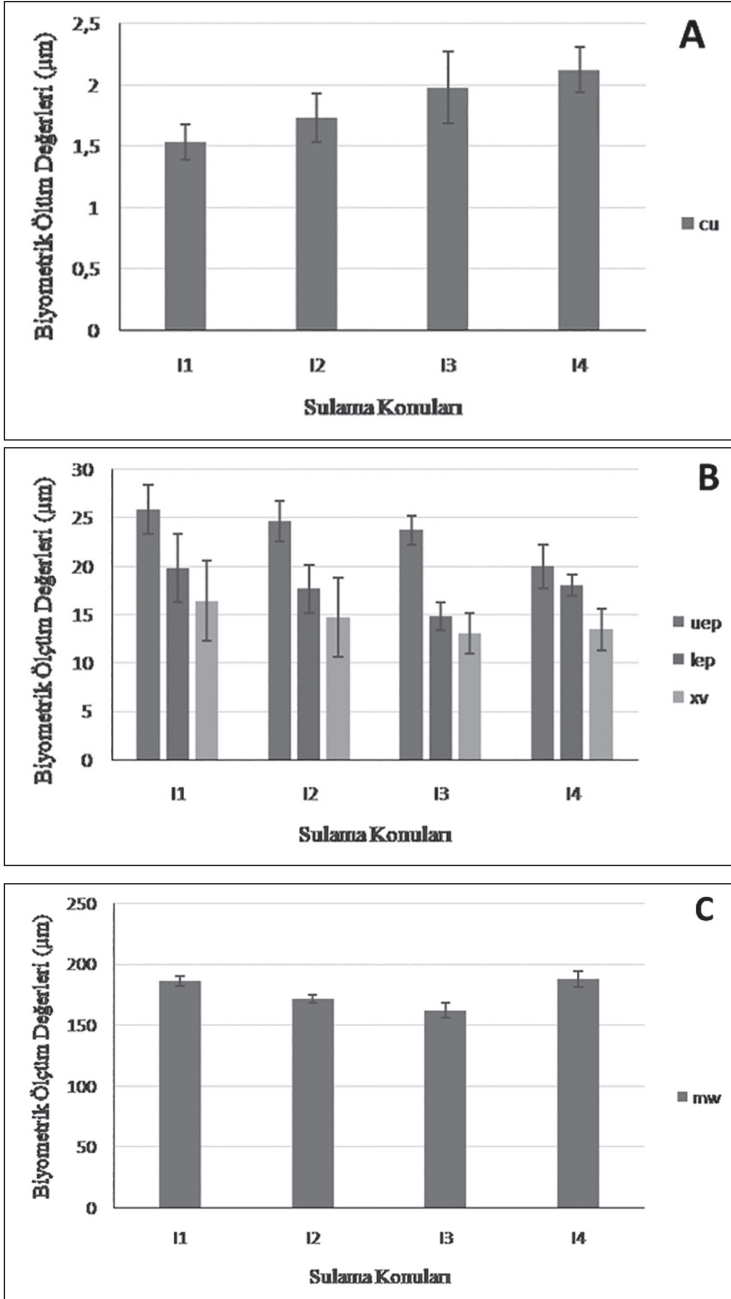 A
Biyometrik Ölüm Değerleri (µm)
2,5
2
1,5
1
0,5
0
I1 I2 I3 I4
Sulama Konuları
cu
B
Biyometrik Ölçüm Değerleri (µm)
30
25
20
15
10
5
0
I1 I2 I3 I4
Sulama Konuları
uep
lep
xv
C
Biyometrik Ölçüm Değerleri (µm)
250
200
150
100
50
0
I1 I2 I3 I4
Sulama Konuları
mw